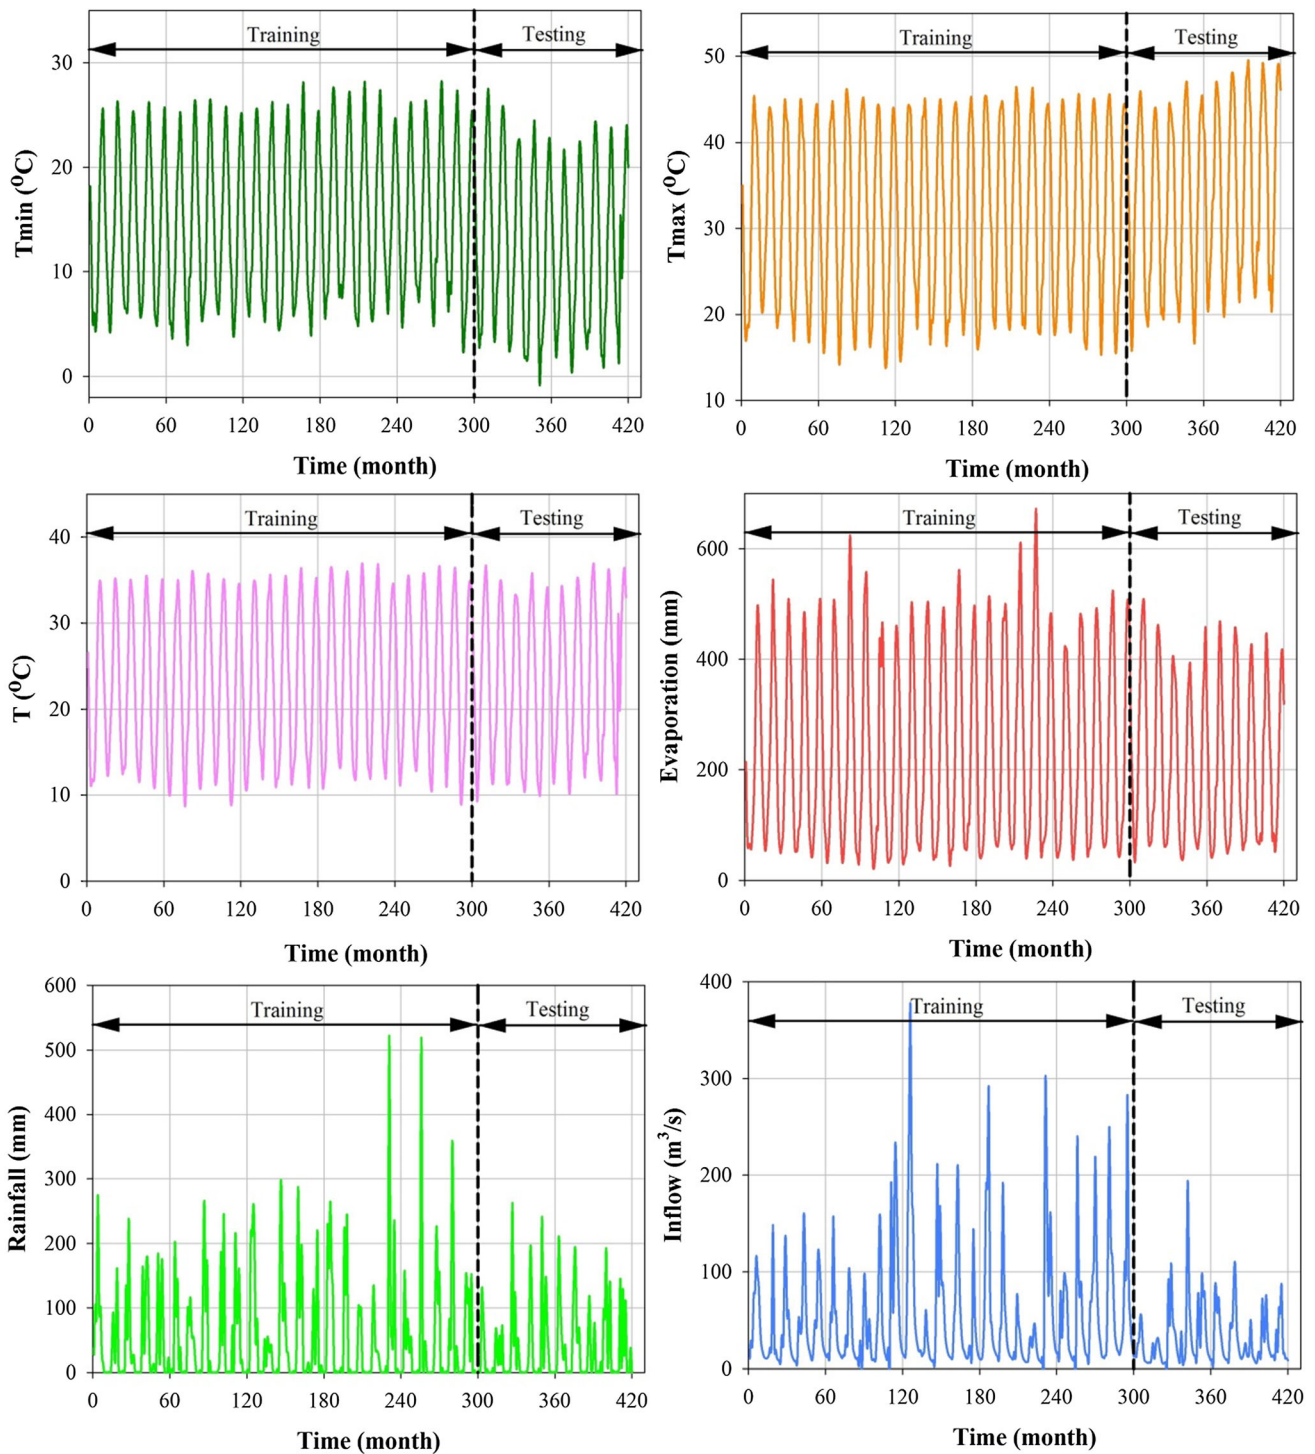 Training Testing
30
20
10
0
Tmin (⁰C)
0 60 120 180 240 300 360 420
Time (month)
Training Testing
50
40
30
20
10
Tmax (⁰C)
0 60 120 180 240 300 360 420
Time (month)
Training Testing
40
30
20
10
0
T (⁰C)
0 60 120 180 240 300 360 420
Time (month)
Training Testing
600
400
200
0
Evaporation (mm)
0 60 120 180 240 300 360 420
Time (month)
Training Testing
600
500
400
300
200
100
0
Rainfall (mm)
0 60 120 180 240 300 360 420
Time (month)
Training Testing
400
300
200
100
0
Inflow (m³/s)
0 60 120 180 240 300 360 420
Time (month)